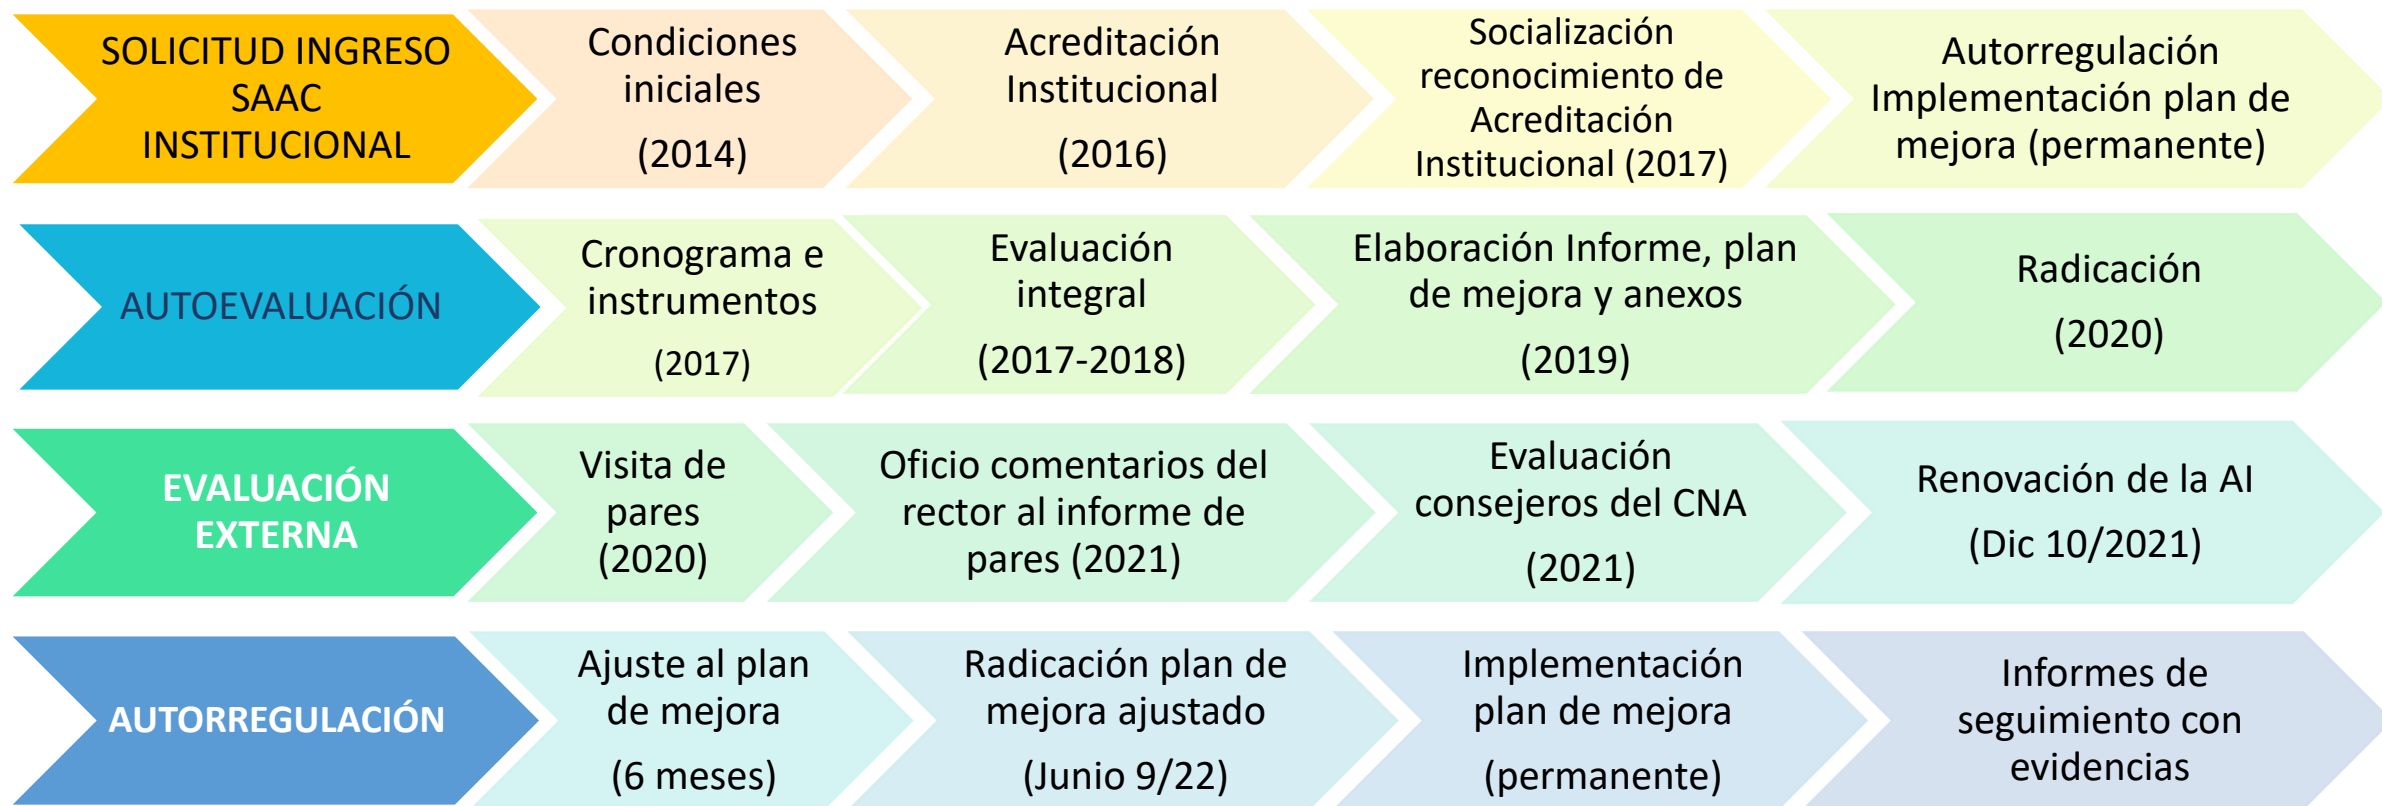 SOLICITUD INGRESO
SAAC
INSTITUCIONAL
Condiciones
iniciales
(2014)
Acreditación
Institucional
(2016)
Socialización
reconocimiento de
Acreditación
Institucional (2017)
Autorregulación
Implementación plan de
mejora (permanente)
AUTOEVALUACIÓN
Cronograma e
instrumentos
(2017)
Evaluación
integral
(2017-2018)
Elaboración Informe, plan
de mejora y anexos
(2019)
Radicación
(2020)
EVALUACIÓN
EXTERNA
Visita de
pares
(2020)
Oficio comentarios del
rector al informe de
pares (2021)
Evaluación
consejeros del CNA
(2021)
Renovación de la AI
(Dic 10/2021)
AUTORREGULACIÓN
Ajuste al plan
de mejora
(6 meses)
Radicación plan de
mejora ajustado
(Junio 9/22)
Implementación
plan de mejora
(permanente)
Informes de
seguimiento con
evidencias